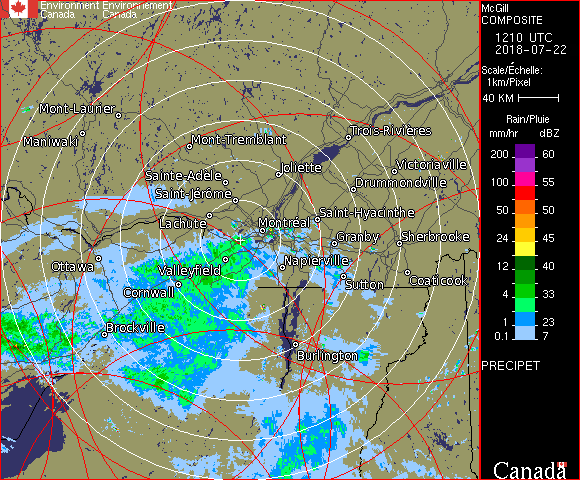 Environment Environnement
Canada Canada
McGill
COMPOSITE
1210 UTC
2018-07-22
Scale/Échelle:
1km/Pixel
40 KM
Rain/Pluie
mm/hr dBZ
200 60
150 57
100 55
50 50
24 45
12 40
4 33
1 23
0.1 7
PRECIPET
Canada
Mont-Laurier
Maniwaki
Mont-Tremblant
Trois-Rivières
Joliette
Victoriaville
Sainte-Adèle
Drummondville
Saint-Jérôme
Lachute
Saint-Hyacinthe
Montréal
Granby
Sherbrooke
Ottawa
Valleyfield
Napierville
Cornwall
Sutton
Coaticook
Brockville
Burlington